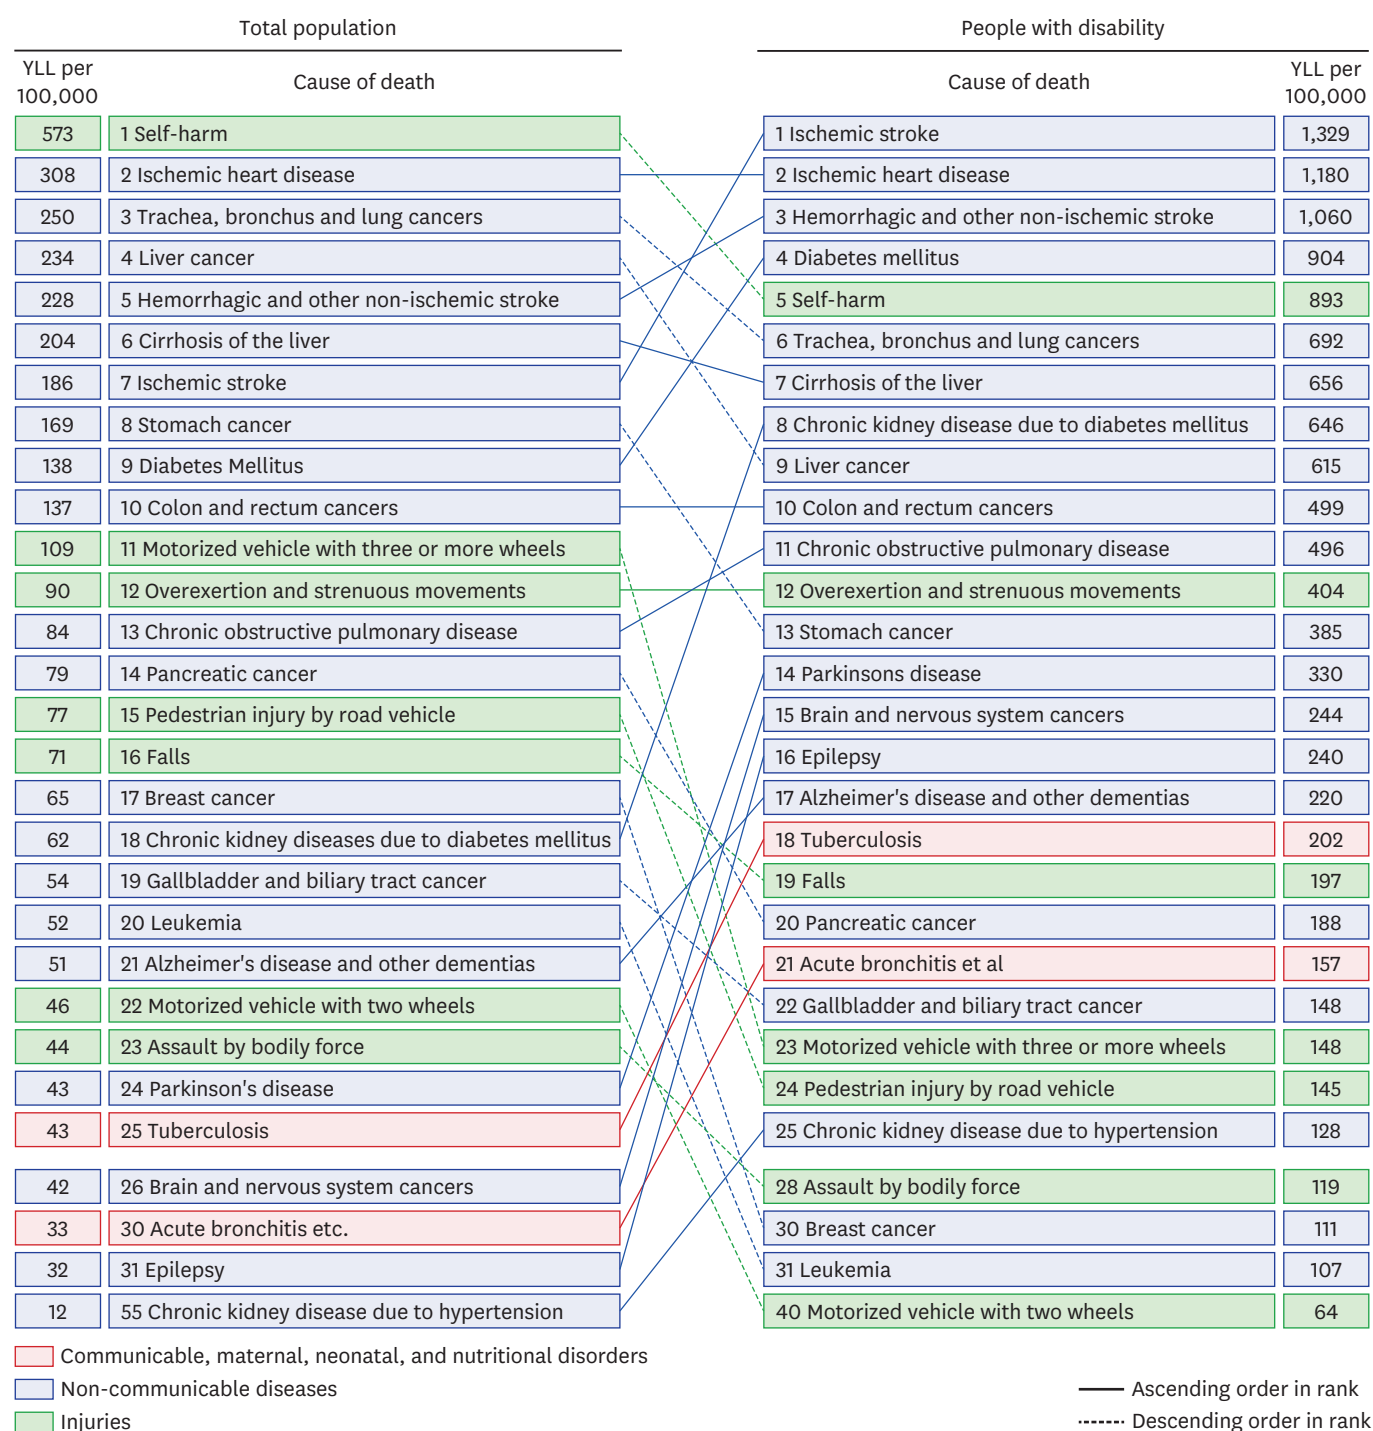 Total population
People with disability
YLL per
100,000
Cause of death
Cause of death
YLL per
100,000
573 1 Self-harm
1 Ischemic stroke 1,329
308 2 Ischemic heart disease
2 Ischemic heart disease 1,180
250 3 Trachea, bronchus and lung cancers
3 Hemorrhagic and other non-ischemic stroke 1,060
234 4 Liver cancer
4 Diabetes mellitus 904
228 5 Hemorrhagic and other non-ischemic stroke
5 Self-harm 893
204 6 Cirrhosis of the liver
6 Trachea, bronchus and lung cancers 692
186 7 Ischemic stroke
7 Cirrhosis of the liver 656
169 8 Stomach cancer
8 Chronic kidney disease due to diabetes mellitus 646
138 9 Diabetes Mellitus
9 Liver cancer 615
137 10 Colon and rectum cancers
10 Colon and rectum cancers 499
109 11 Motorized vehicle with three or more wheels
11 Chronic obstructive pulmonary disease 496
90 12 Overexertion and strenuous movements
12 Overexertion and strenuous movements 404
84 13 Chronic obstructive pulmonary disease
13 Stomach cancer 385
79 14 Pancreatic cancer
14 Parkinsons disease 330
77 15 Pedestrian injury by road vehicle
15 Brain and nervous system cancers 244
71 16 Falls
16 Epilepsy 240
65 17 Breast cancer
17 Alzheimer's disease and other dementias 220
62 18 Chronic kidney diseases due to diabetes mellitus
18 Tuberculosis 202
54 19 Gallbladder and biliary tract cancer
19 Falls 197
52 20 Leukemia
20 Pancreatic cancer 188
51 21 Alzheimer's disease and other dementias
21 Acute bronchitis et al 157
46 22 Motorized vehicle with two wheels
22 Gallbladder and biliary tract cancer 148
44 23 Assault by bodily force
23 Motorized vehicle with three or more wheels 148
43 24 Parkinson's disease
24 Pedestrian injury by road vehicle 145
43 25 Tuberculosis
25 Chronic kidney disease due to hypertension 128
42 26 Brain and nervous system cancers
28 Assault by bodily force 119
33 30 Acute bronchitis etc.
30 Breast cancer 111
32 31 Epilepsy
31 Leukemia 107
12 55 Chronic kidney disease due to hypertension
40 Motorized vehicle with two wheels 64
Communicable, maternal, neonatal, and nutritional disorders
Non-communicable diseases
Injuries
Ascending order in rank
Descending order in rank